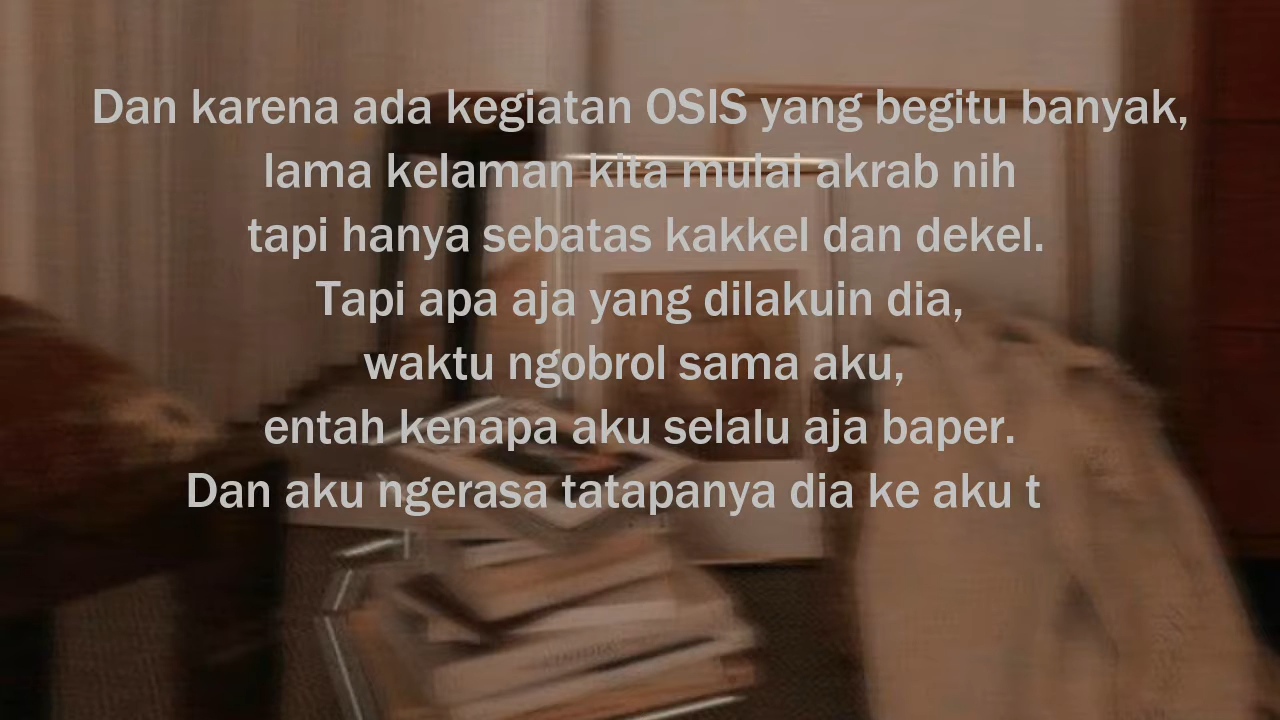 Dan karena ada kegiatan OSIS yang begitu banyak,
lama kelaman kita mulai akrab nih
tapi hanya sebatas kakkel dan dekel.
Tapi apa aja yang dilakuin dia,
waktu ngobrol sama aku,
entah kenapa aku selalu aja baper.
Dan aku ngerasa tatapanya dia ke aku t